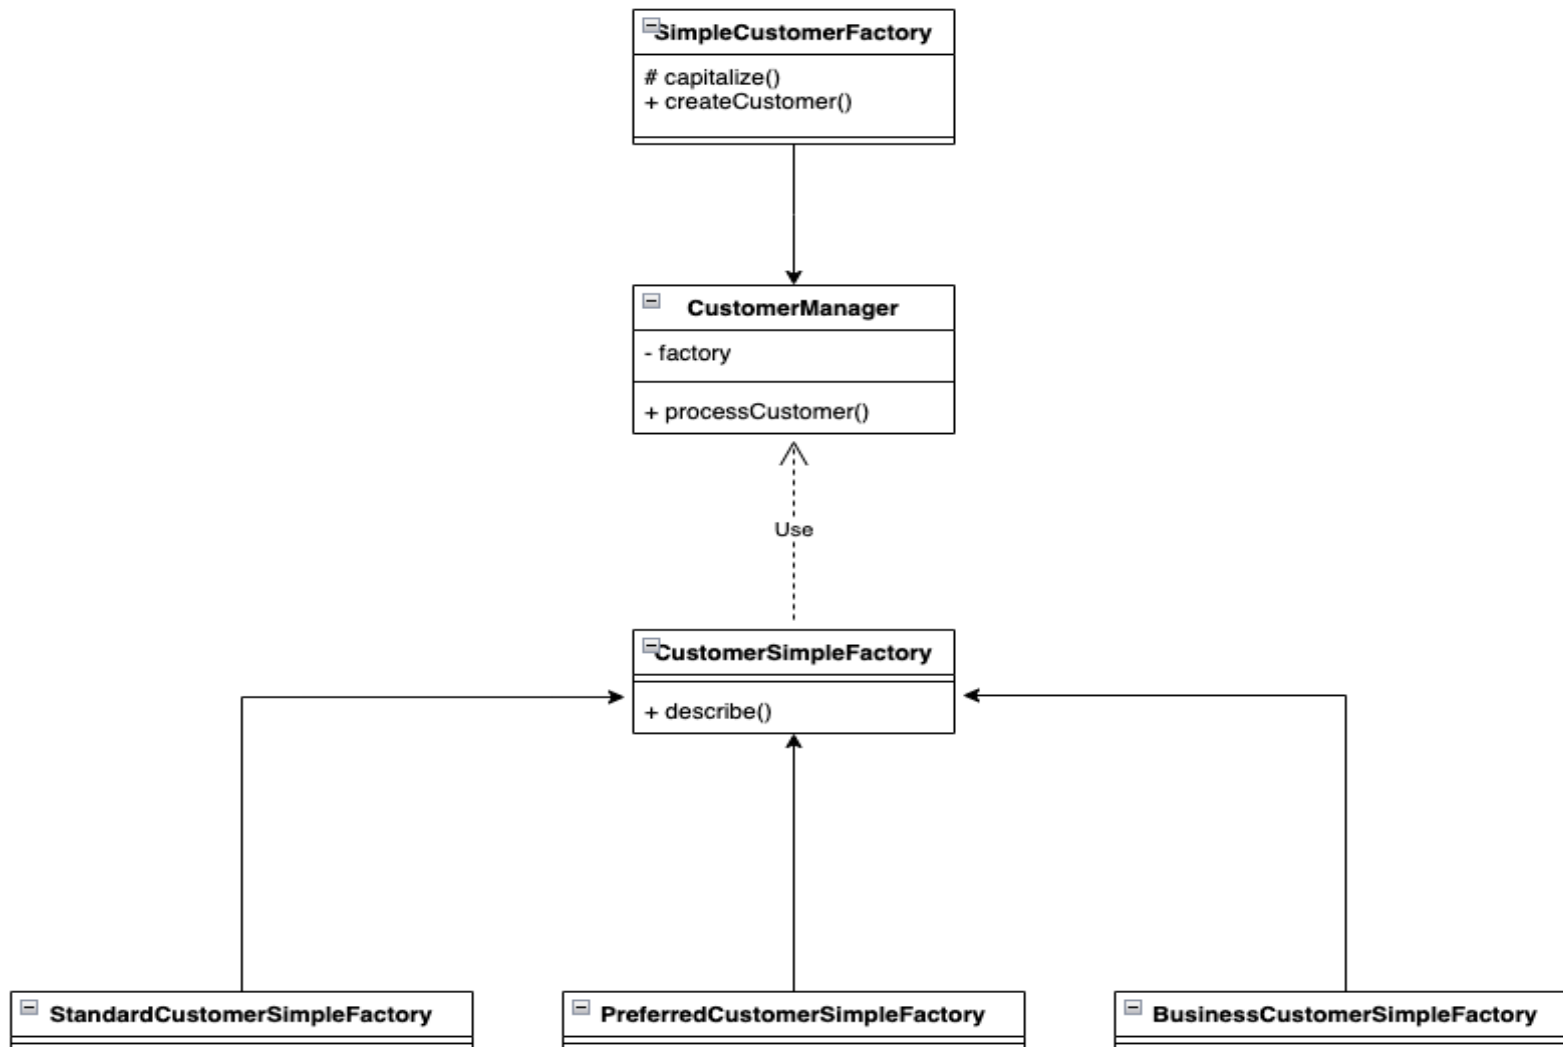 SimpleCustomerFactory
# capitalize()
+ createCustomer()
CustomerManager
- factory
+ processCustomer()
Use
CustomerSimpleFactory
+ describe()
StandardCustomerSimpleFactory
PreferredCustomerSimpleFactory
BusinessCustomerSimpleFactory